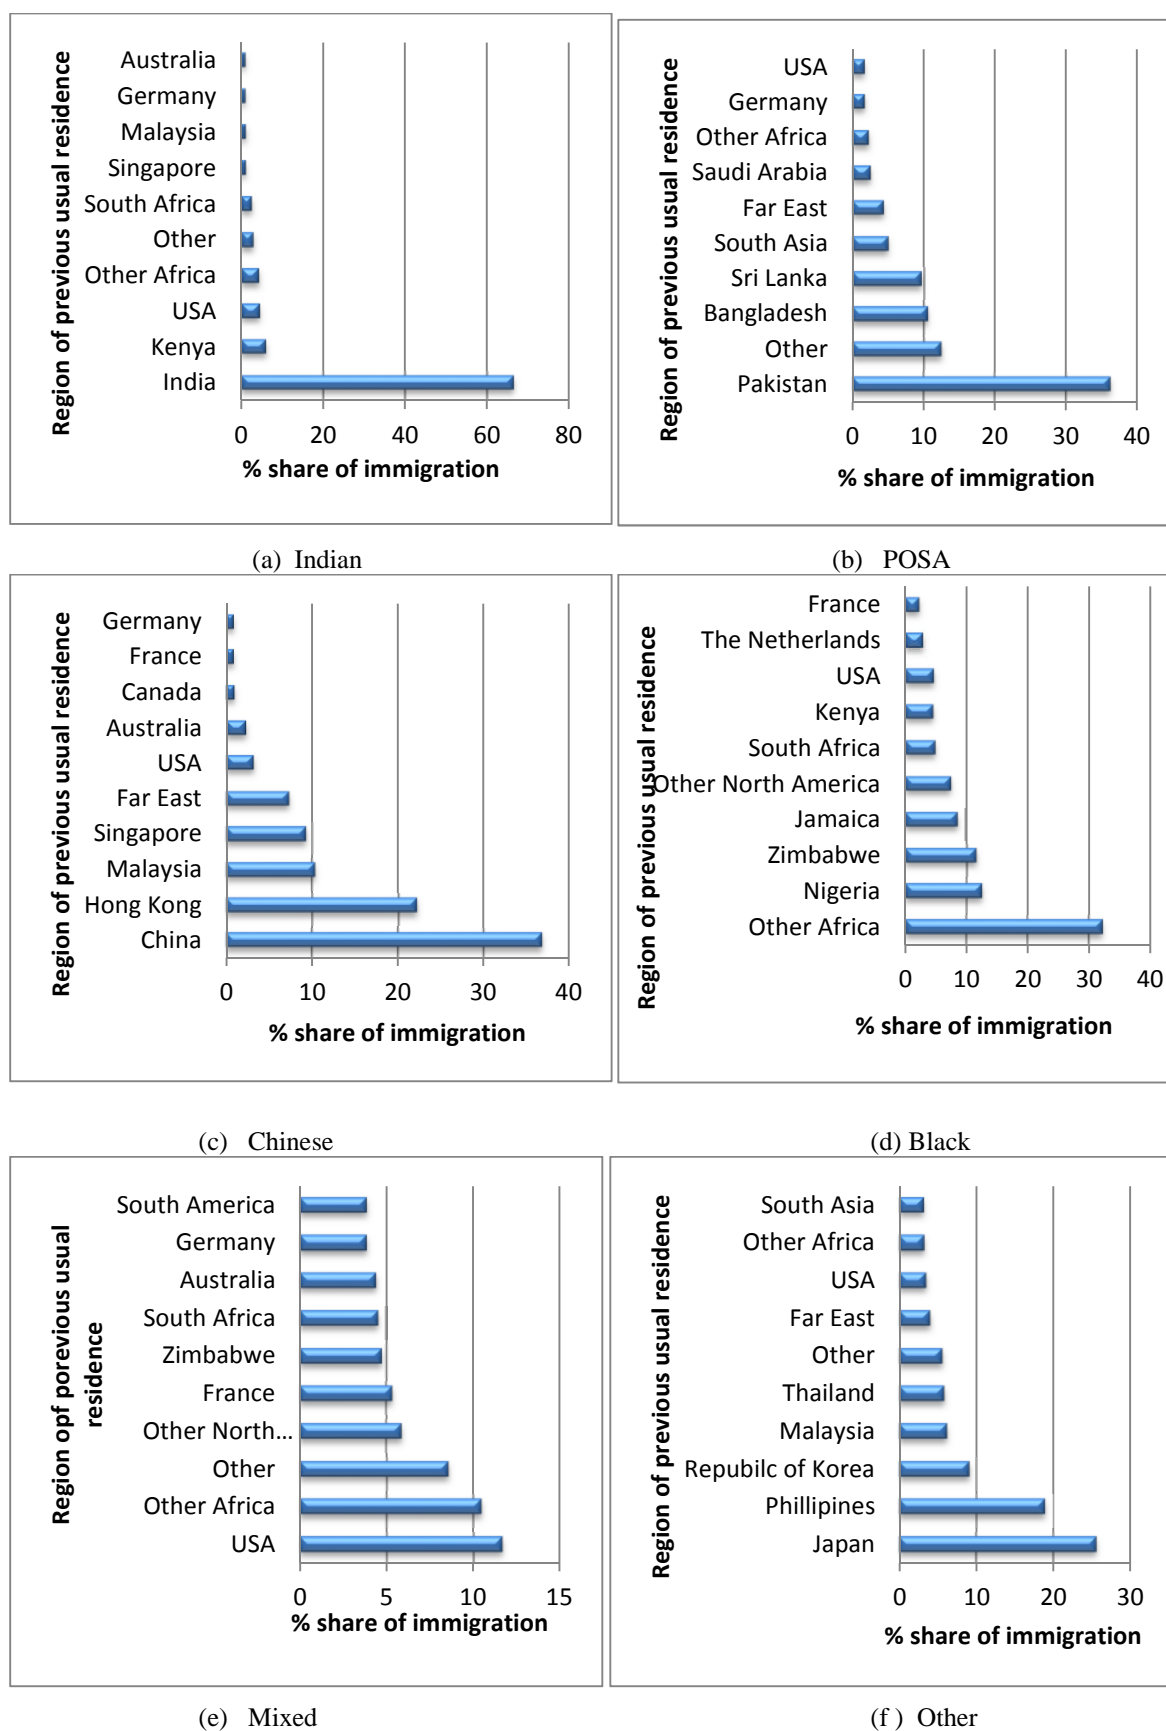 Region of previous usual residence
Australia
Germany
Malaysia
Singapore
South Africa
Other
Other Africa
USA
Kenya
India
0 20 40 60 80
% share of immigration
(a) Indian
Region of previous usual residence
USA
Germany
Other Africa
Saudi Arabia
Far East
South Asia
Sri Lanka
Bangladesh
Other
Pakistan
0 10 20 30 40
% share of immigration
(b) POSA
Region of previous usual residence
Germany
France
Canada
Australia
USA
Far East
Singapore
Malaysia
Hong Kong
China
0 10 20 30 40
% share of immigration
(c) Chinese
Region of previous usual residence
France
The Netherlands
USA
Kenya
South Africa
Other North America
Jamaica
Zimbabwe
Nigeria
Other Africa
0 10 20 30 40
% share of immigration
(d) Black
Region opf porevious usual
residence
South America
Germany
Australia
South Africa
Zimbabwe
France
Other North...
Other
Other Africa
USA
0 5 10 15
% share of immigration
(e) Mixed
Region of previous usual residence
South Asia
Other Africa
USA
Far East
Other
Thailand
Malaysia
Repubilc of Korea
Phillipines
Japan
0 10 20 30
% share of immigration
(f ) Other